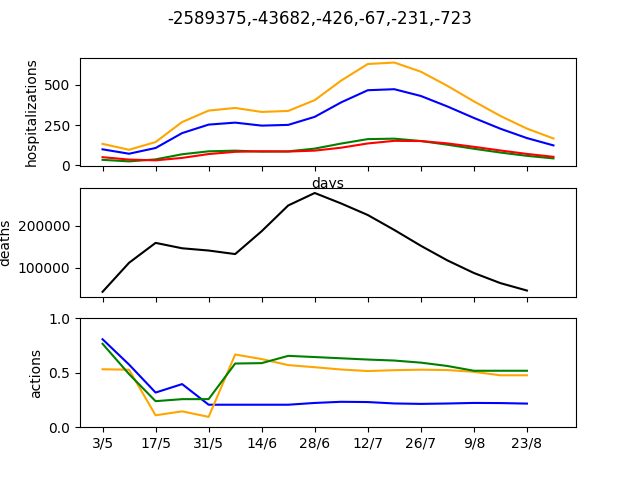 -2589375,-43682,-426,-67,-231,-723
hospitalizations
500
250
0
days
deaths
200000
100000
actions
1.0
0.5
0.0
3/5 17/5 31/5 14/6 28/6 12/7 26/7 9/8 23/8